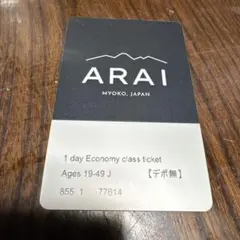 ARAI
MYOKO, JAPAN
1 day Economy class ticket
Ages 19-49 J 【デポ無】
855 1 77814